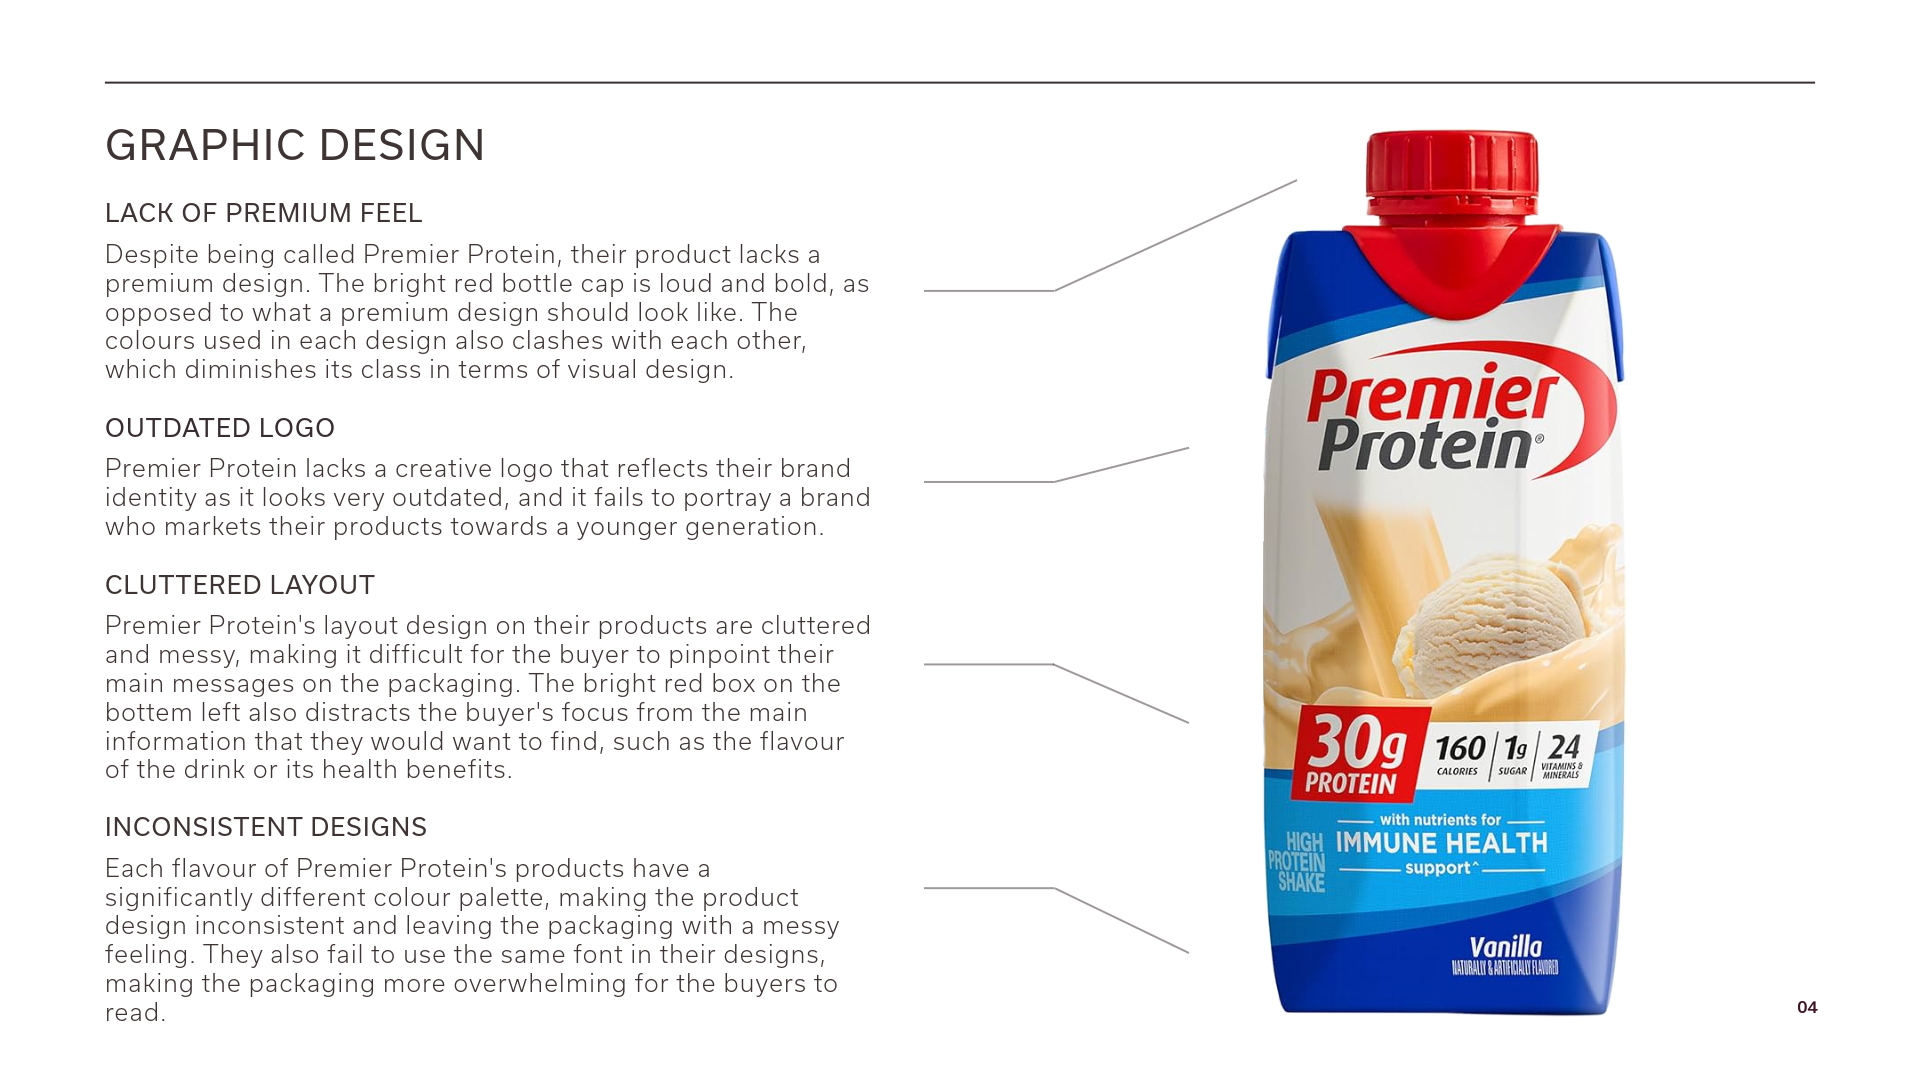 GRAPHIC DESIGN
LACK OF PREMIUM FEEL
Despite being called Premier Protein, their product lacks a
premium design. The bright red bottle cap is loud and bold, as
opposed to what a premium design should look like. The
colours used in each design also clashes with each other,
which diminishes its class in terms of visual design.
OUTDATED LOGO
Premier Protein lacks a creative logo that reflects their brand
identity as it looks very outdated, and it fails to portray a brand
who markets their products towards a younger generation.
CLUTTERED LAYOUT
Premier Protein's layout design on their products are cluttered
and messy, making it difficult for the buyer to pinpoint their
main messages on the packaging. The bright red box on the
bottem left also distracts the buyer's focus from the main
information that they would want to find, such as the flavour
of the drink or its health benefits.
INCONSISTENT DESIGNS
Each flavour of Premier Protein's products have a
significantly different colour palette, making the product
design inconsistent and leaving the packaging with a messy
feeling. They also fail to use the same font in their designs,
making the packaging more overwhelming for the buyers to
read.
Premier
Protein®
30g
PROTEIN
160
CALORIES
1g
SUGAR
24
VITAMINS &
MINERALS
with nutrients for
IMMUNE HEALTH
support^
HIGH
PROTEIN
SHAKE
Vanilla
NATURALLY & ARTIFICIALLY FLAVORED
04